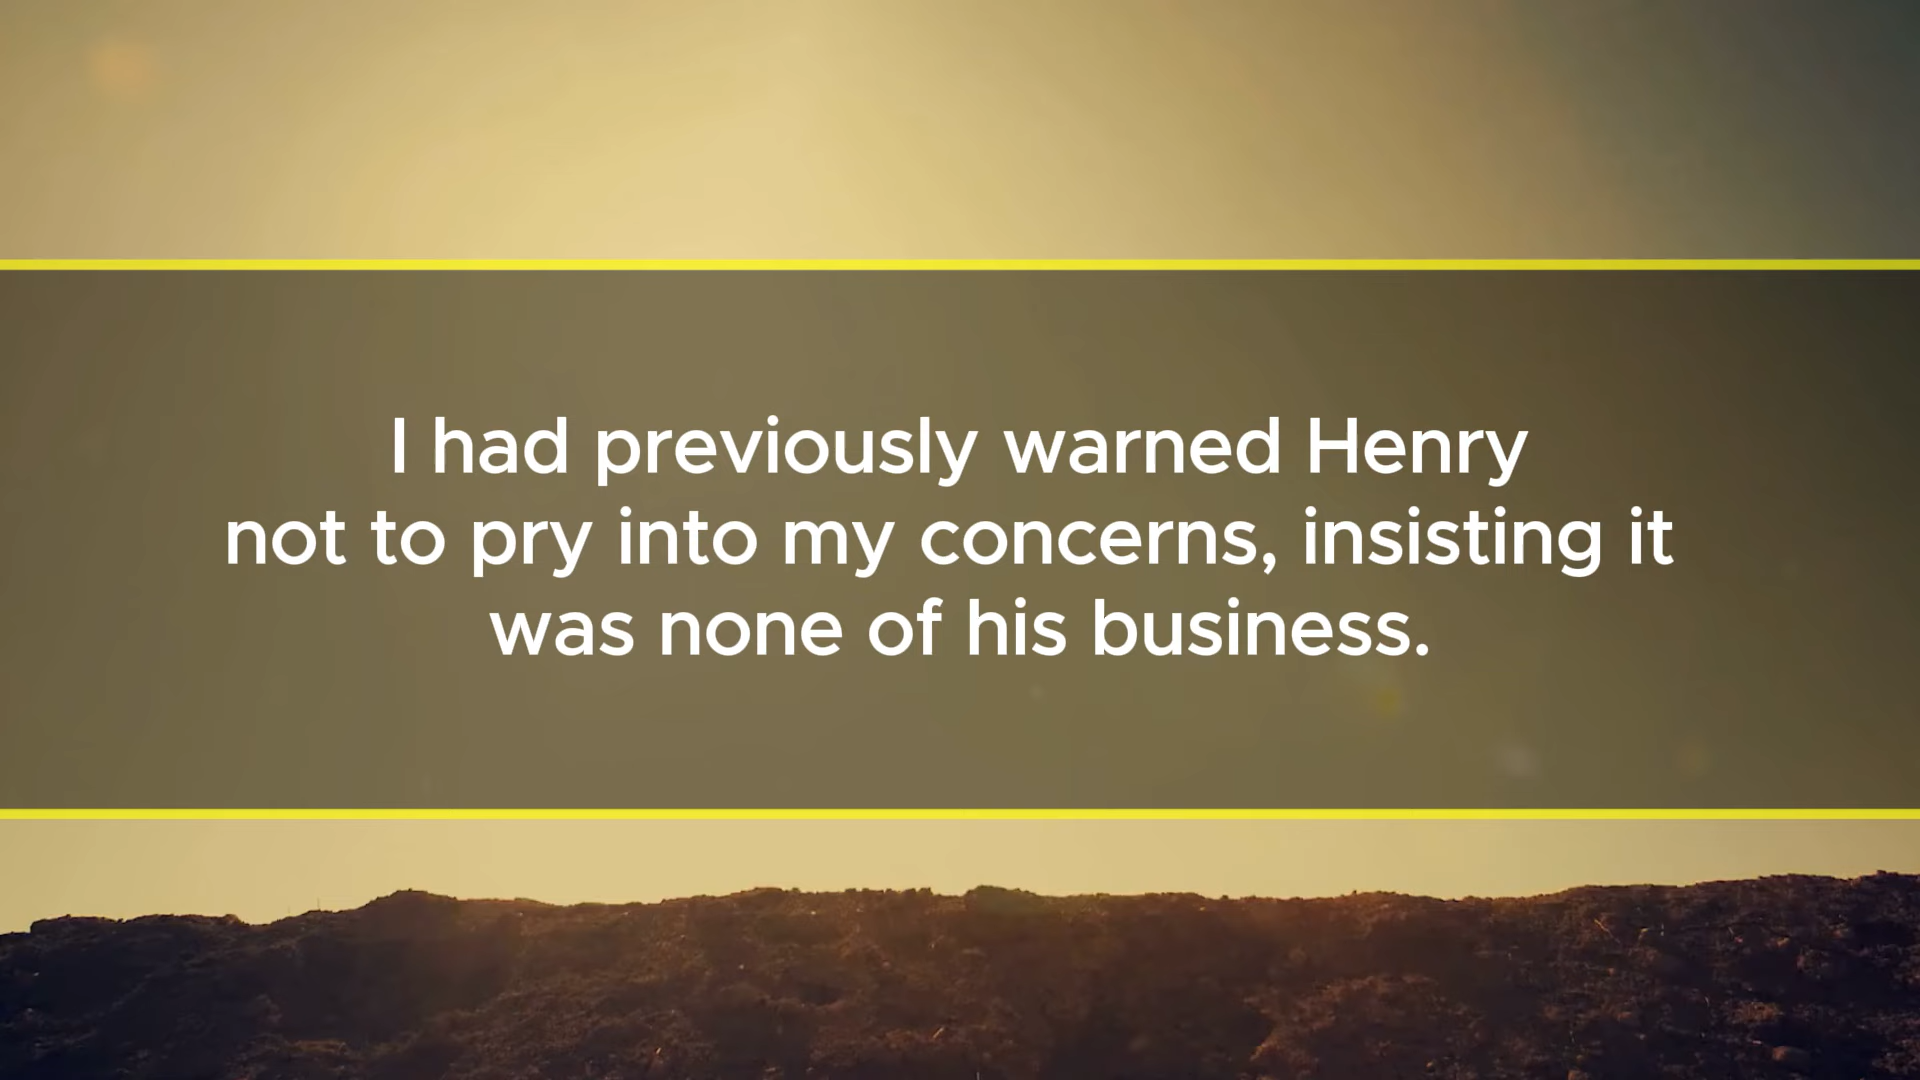 I had previously warned Henry
not to pry into my concerns, insisting it
was none of his business.